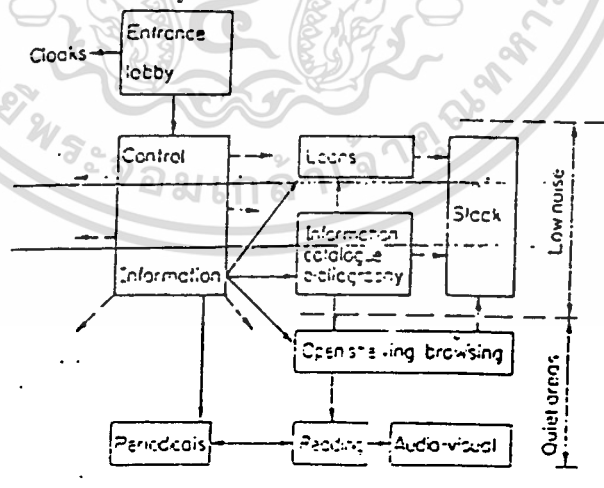 Entrance
lobby
Cloaks
Control
Information
Loans
Information
catalogue
bibliography
Stack
Open shelving browsing
Periodicals
Reading
Audio-visual
Low noise
Quiet areas